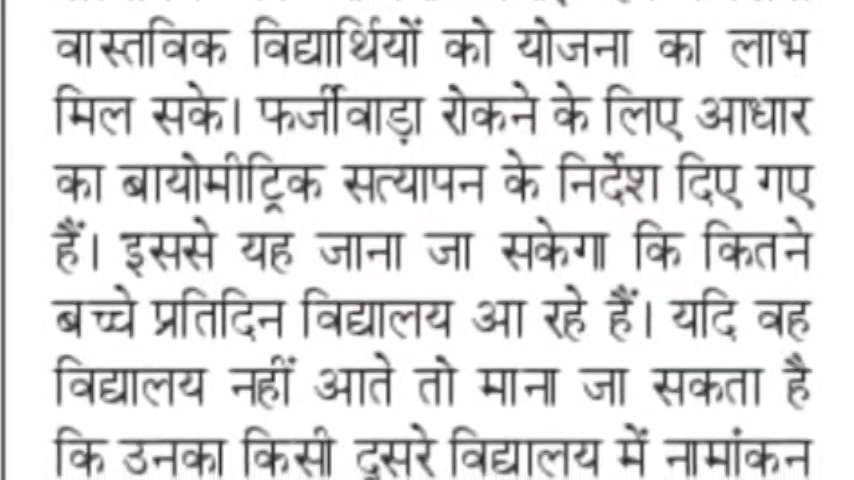 वास्तविक विद्यार्थियों को योजना का लाभ
मिल सके। फर्जीवाड़ा रोकने के लिए आधार
का बायोमीट्रिक सत्यापन के निर्देश दिए गए
हैं। इससे यह जाना जा सकेगा कि कितने
बच्चे प्रतिदिन विद्यालय आ रहे हैं। यदि वह
विद्यालय नहीं आते तो माना जा सकता है
कि उनका किसी दूसरे विद्यालय में नामांकन